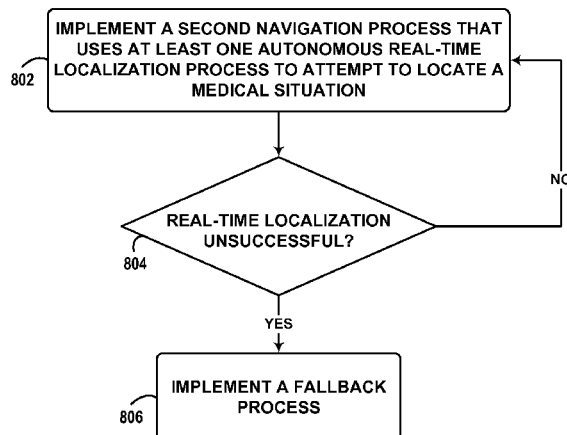 IMPLEMENT A SECOND NAVIGATION PROCESS THAT
USES AT LEAST ONE AUTONOMOUS REAL-TIME
LOCALIZATION PROCESS TO ATTEMPT TO LOCATE A
MEDICAL SITUATION
802
NO
REAL-TIME LOCALIZATION
UNSUCCESSFUL?
804
YES
IMPLEMENT A FALLBACK
PROCESS
806